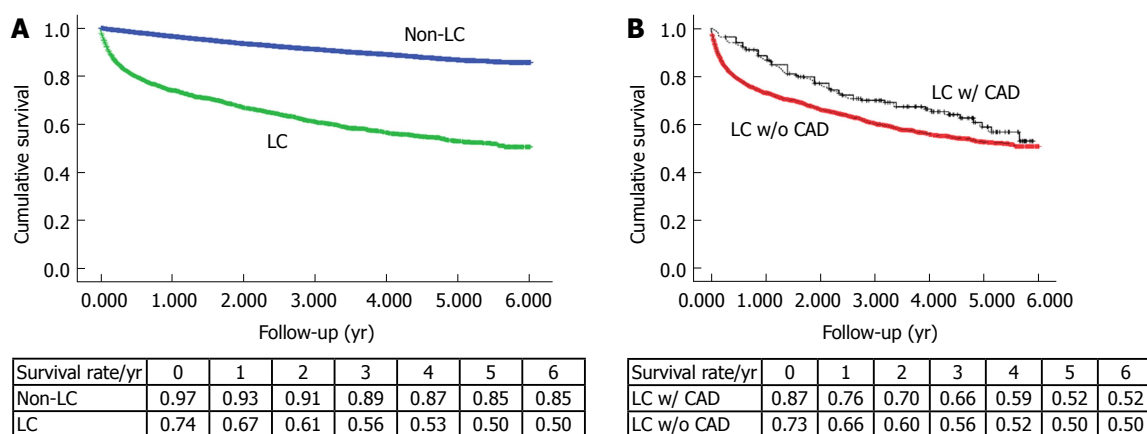 A
1.0
0.8
0.6
0.4
0.2
0.0
Cumulative survival
Non-LC
LC
0.000 1.000 2.000 3.000 4.000 5.000 6.000
Follow-up (yr)
Survival rate/yr 0 1 2 3 4 5 6
Non-LC 0.97 0.93 0.91 0.89 0.87 0.85 0.85
LC 0.74 0.67 0.61 0.56 0.53 0.50 0.50
B
1.0
0.8
0.6
0.4
0.2
0.0
Cumulative survival
LC w/ CAD
LC w/o CAD
0.000 1.000 2.000 3.000 4.000 5.000 6.000
Follow-up (yr)
Survival rate/yr 0 1 2 3 4 5 6
LC w/ CAD 0.87 0.76 0.70 0.66 0.59 0.52 0.52
LC w/o CAD 0.73 0.66 0.60 0.56 0.52 0.50 0.50